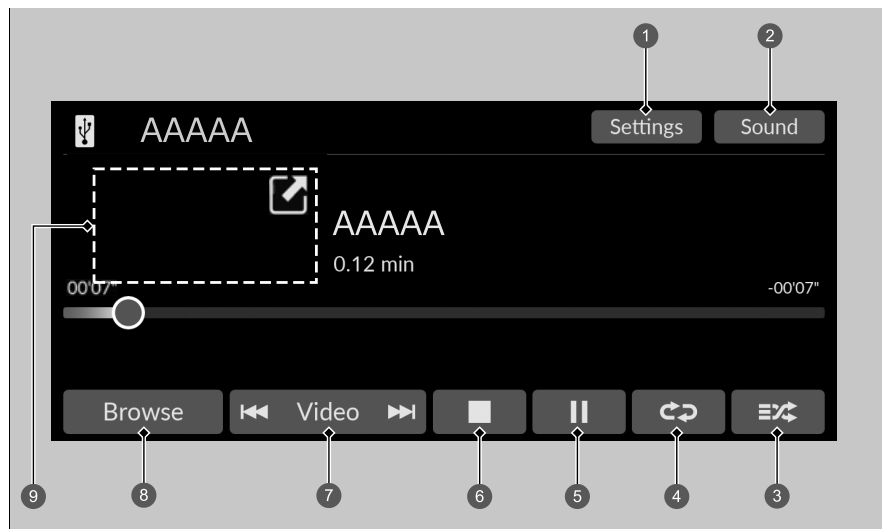 1 2
AAAAA Settings Sound
AAAAA
9
0.12 min
00'07" -00'07"
Browse Video
9 8 7 6 5 4 3